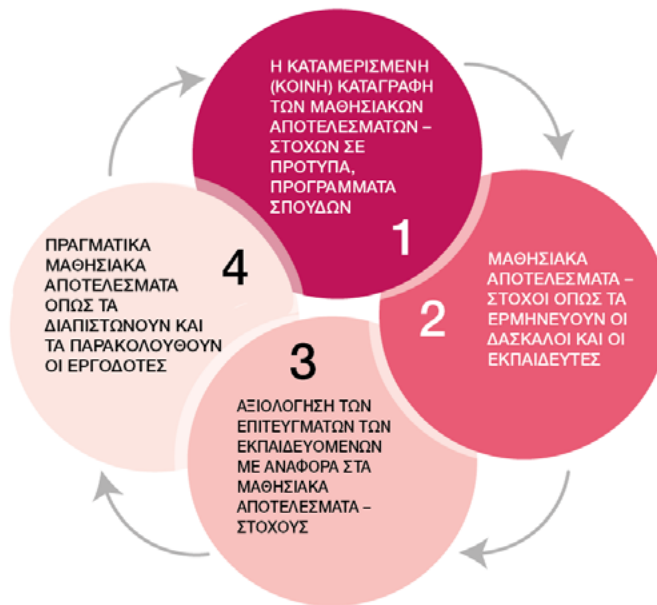 Η ΚΑΤΑΜΕΡΙΣΜΕΝΗ
(ΚΟΙΝΗ) ΚΑΤΑΓΡΑΦΗ
ΤΩΝ ΜΑΘΗΣΙΑΚΩΝ
ΑΠΟΤΕΛΕΣΜΑΤΩΝ –
ΣΤΟΧΩΝ ΣΕ
ΠΡΟΤΥΠΑ,
ΠΡΟΓΡΑΜΜΑΤΑ
ΣΠΟΥΔΩΝ
1
ΜΑΘΗΣΙΑΚΑ
ΑΠΟΤΕΛΕΣΜΑΤΑ –
ΣΤΟΧΟΙ ΟΠΩΣ ΤΑ
ΕΡΜΗΝΕΥΟΥΝ ΟΙ
ΔΑΣΚΑΛΟΙ ΚΑΙ ΟΙ
ΕΚΠΑΙΔΕΥΤΕΣ
2
3
ΑΞΙΟΛΟΓΗΣΗ ΤΩΝ
ΕΠΙΤΕΥΓΜΑΤΩΝ ΤΩΝ
ΕΚΠΑΙΔΕΥΟΜΕΝΩΝ
ΜΕ ΑΝΑΦΟΡΑ ΣΤΑ
ΜΑΘΗΣΙΑΚΑ
ΑΠΟΤΕΛΕΣΜΑΤΑ –
ΣΤΟΧΟΥΣ
ΠΡΑΓΜΑΤΙΚΑ
ΜΑΘΗΣΙΑΚΑ
ΑΠΟΤΕΛΕΣΜΑΤΑ
ΟΠΩΣ ΤΑ
ΔΙΑΠΙΣΤΩΝΟΥΝ ΚΑΙ
ΤΑ ΠΑΡΑΚΟΛΟΥΘΟΥΝ
ΟΙ ΕΡΓΟΔΟΤΕΣ
4